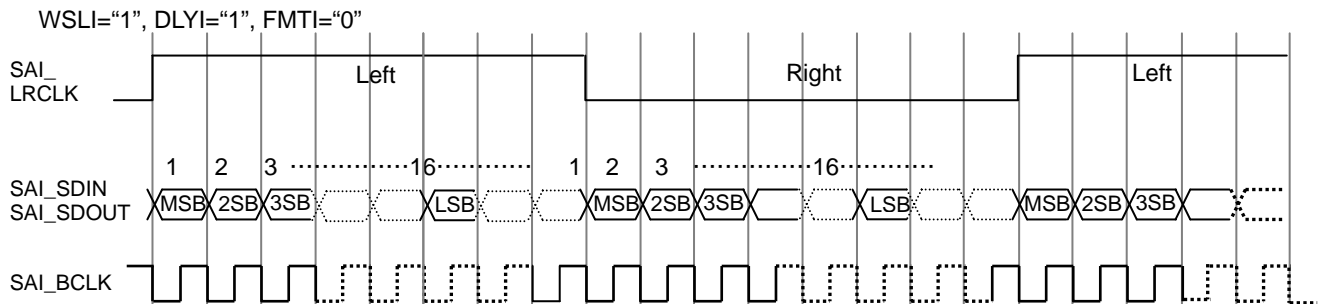 WSLI=“1”, DLYI=“1”, FMTI=“0”
SAI_
LRCLK
Left
Right
Left
1 2 3 16 1 2 3 16
SAI_SDIN
SAI_SDOUT
MSB 2SB 3SB LSB MSB 2SB 3SB LSB MSB 2SB 3SB
SAI_BCLK